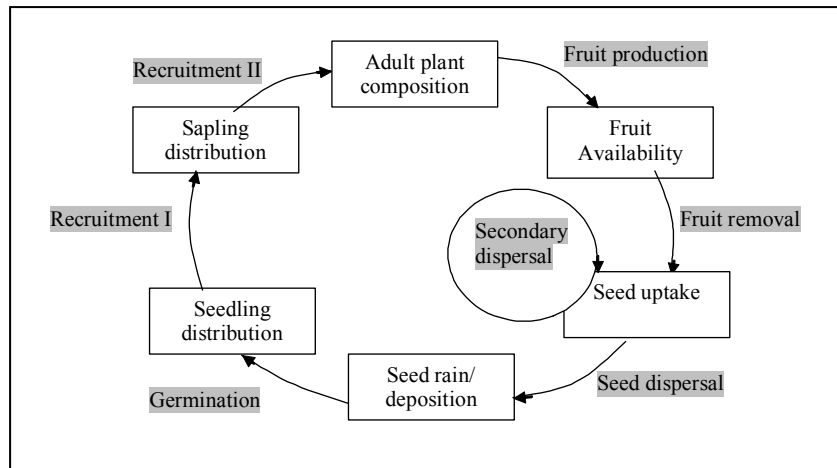 Adult plant
composition
Fruit production
Fruit
Availability
Fruit removal
Secondary
dispersal
Seed uptake
Seed dispersal
Seed rain/
deposition
Germination
Seedling
distribution
Recruitment I
Sapling
distribution
Recruitment II